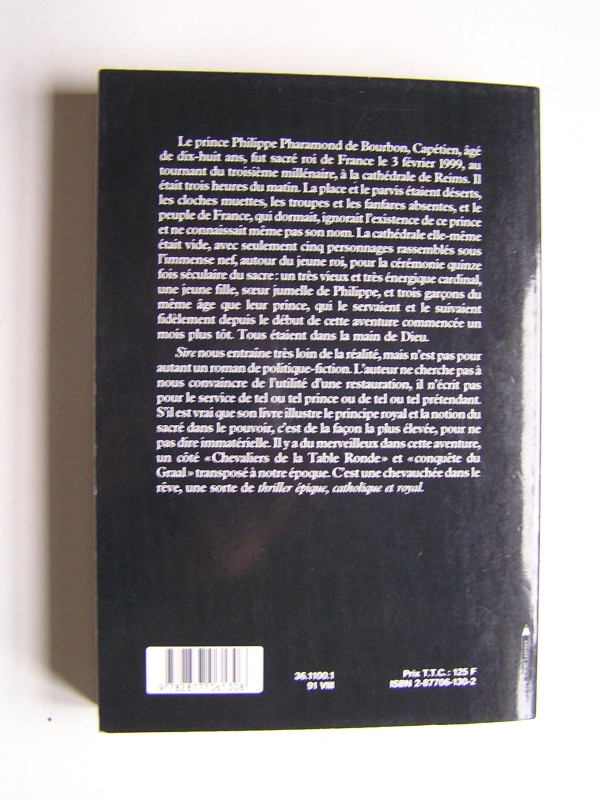 Le prince Philippe Pharamond de Bourbon, Capétien, âgé
de dix-huit ans, fut sacré roi de France le 3 février 1999, au
tournant du troisième millénaire, à la cathédrale de Reims. Il
était trois heures du matin. La place et le parvis étaient déserts,
les cloches muettes, les troupes et les fanfares absentes, et le
peuple de France, qui dormait, ignorait l'existence de ce prince
et ne connaissait même pas son nom. La cathédrale elle-même
était vide, avec seulement cinq personnages rassemblés sous
l'immense nef, autour du jeune roi, pour la cérémonie quinze
fois séculaire du sacre : un très vieux et très énergique cardinal,
une jeune fille, sœur jumelle de Philippe, et trois garçons du
même âge que leur prince, qui le servaient et le suivaient
fidèlement depuis le début de cette aventure commencée un
mois plus tôt. Tous étaient dans la main de Dieu.
Sire nous entraîne très loin de la réalité, mais n'est pas pour
autant un roman de politique-fiction. L'auteur ne cherche pas à
nous convaincre de l'utilité d'une restauration, il n'écrit pas
pour le service de tel ou tel prince ou de tel ou tel prétendant.
S'il est vrai que son livre illustre le principe royal et la notion du
sacré dans le pouvoir, c'est de la façon la plus élevée, pour ne
pas dire immatérielle. Il y a du merveilleux dans cette aventure,
un côté « Chevaliers de la Table Ronde » et « conquête du
Graal » transposé à notre époque. C'est une chevauchée dans le
rêve, une sorte de thriller épique, catholique et royal.
9 782877 061308
36.1100.1
91 VIII
Prix T.T.C. : 125 F
ISBN 2-87706-130-2